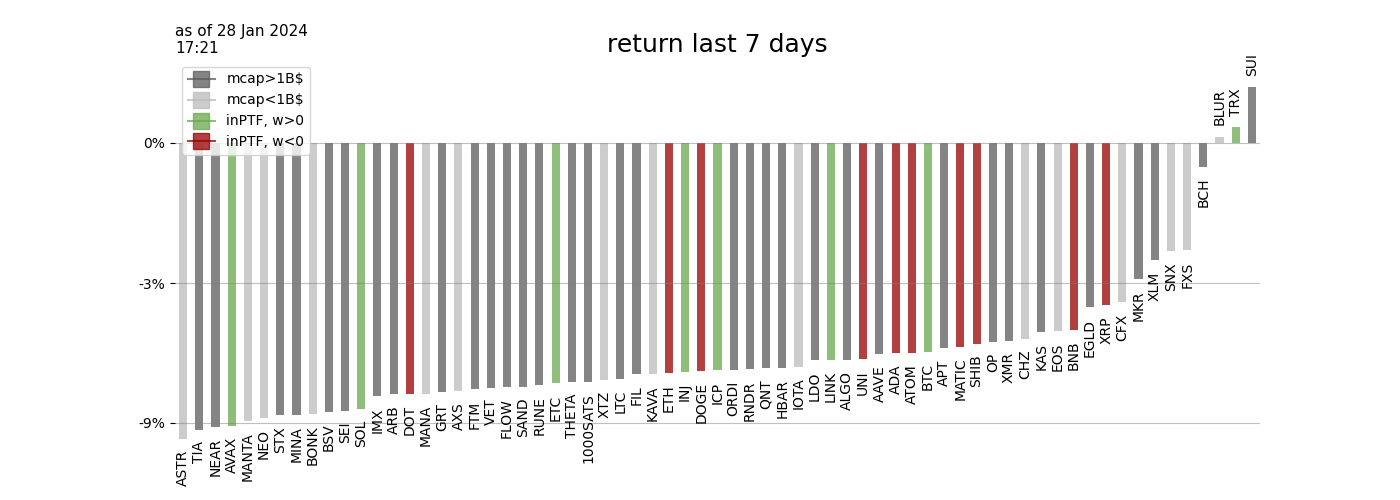 as of 28 Jan 2024
17:21
return last 7 days
mcap>1B$
mcap<1B$
inPTF, w>0
inPTF, w<0
0%
-3%
-9%
ASTR
TIA
NEAR
AVAX
MANTA
NEO
STX
MINA
BONK
BSV
SEI
SOL
IMX
ARB
DOT
MANA
GRT
AXS
FTM
VET
FLOW
SAND
RUNE
ETC
THETA
1000SATS
XTZ
LTC
FIL
KAVA
ETH
INJ
DOGE
ICP
ORDI
RNDR
QNT
HBAR
IOTA
LDO
LINK
ALGO
UNI
AAVE
ADA
ATOM
BTC
APT
MATIC
SHIB
OP
XMR
CHZ
KAS
EOS
BNB
EGLD
XRP
CFX
MKR
XLM
SNX
FXS
BCH
BLUR
TRX
SUI